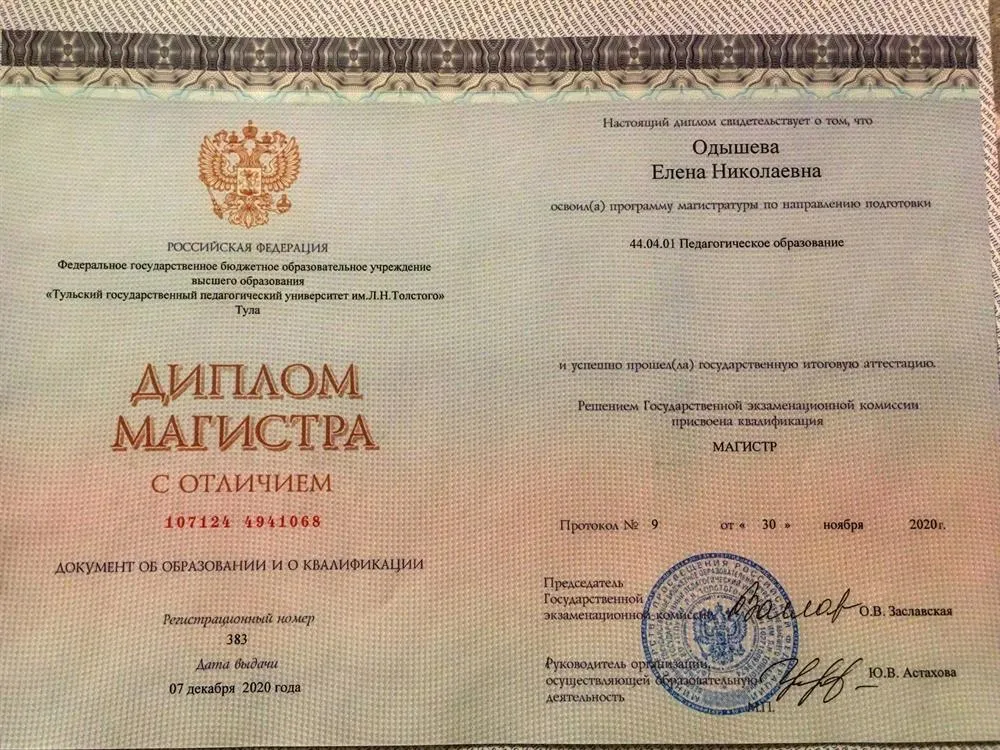 РОССИЙСКАЯ ФЕДЕРАЦИЯ
Федеральное государственное бюджетное образовательное учреждение
высшего образования
«Тульский государственный педагогический университет им.Л.Н.Толстого»
Тула
ДИПЛОМ
МАГИСТРА
С ОТЛИЧИЕМ
107124 4941068
ДОКУМЕНТ ОБ ОБРАЗОВАНИИ И О КВАЛИФИКАЦИИ
Регистрационный номер
383
Дата выдачи
07 декабря 2020 года
Настоящий диплом свидетельствует о том, что
Одышева
Елена Николаевна
освоил(а) программу магистратуры по направлению подготовки
44.04.01 Педагогическое образование
и успешно прошел(ла) государственную итоговую аттестацию.
Решением Государственной экзаменационной комиссии
присвоена квалификация
МАГИСТР
Протокол № 9 от « 30 » ноября 2020г.
Председатель
Государственной
экзаменационной комиссии
О.В. Заславская
Руководитель организации,
осуществляющей образовательную
деятельность
Ю.В. Астахова
М.П.